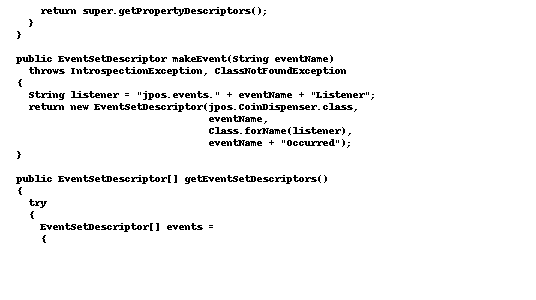 return super.getPropertyDescriptors();
}
}
public EventSetDescriptor makeEvent(String eventName)
throws IntrospectionException, ClassNotFoundException
{
String listener = "jpos.events." + eventName + "Listener";
return new EventSetDescriptor(jpos.CoinDispenser.class,
eventName,
Class.forName(listener),
eventName + "Occurred");
}
public EventSetDescriptor[] getEventSetDescriptors()
{
try
{
EventSetDescriptor[] events =
{